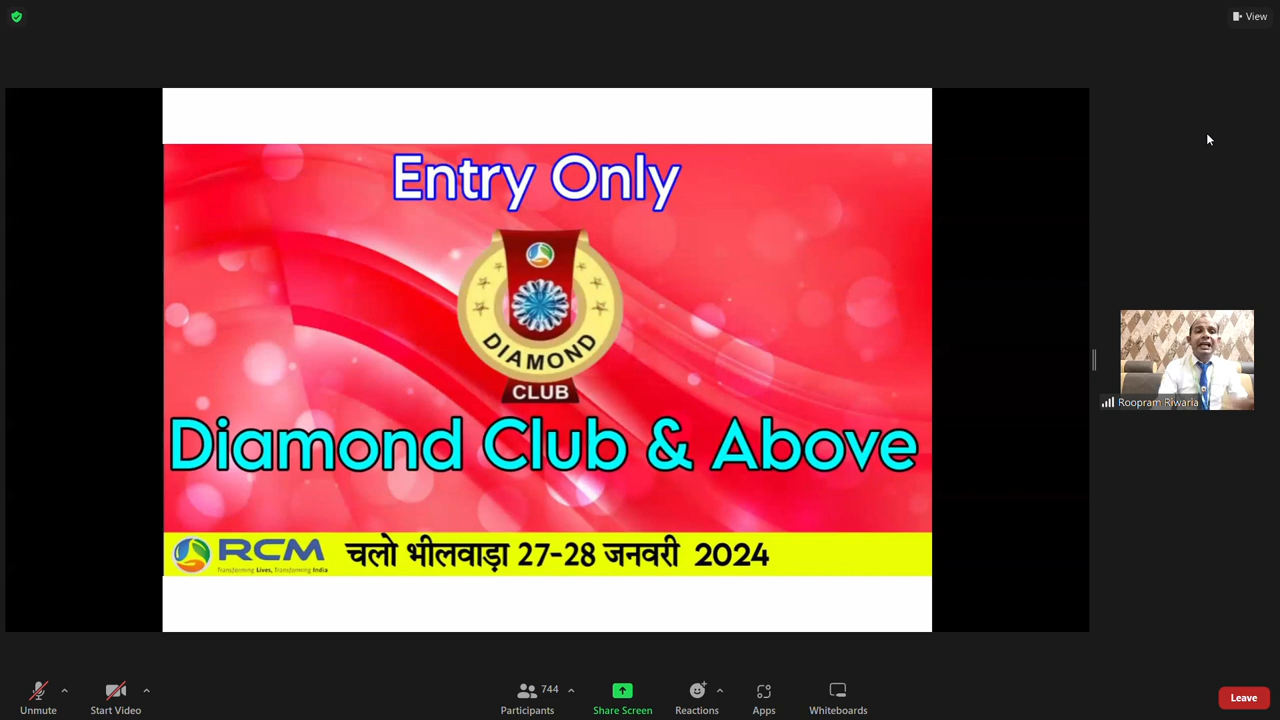 View
Entry Only
DIAMOND
CLUB
Diamond Club & Above
RCM
Transforming Lives, Transforming India
चलो भीलवाड़ा 27-28 जनवरी 2024
Roopram Riwaria
744
Unmute
Start Video
Participants
Share Screen
Reactions
Apps
Whiteboards
Leave